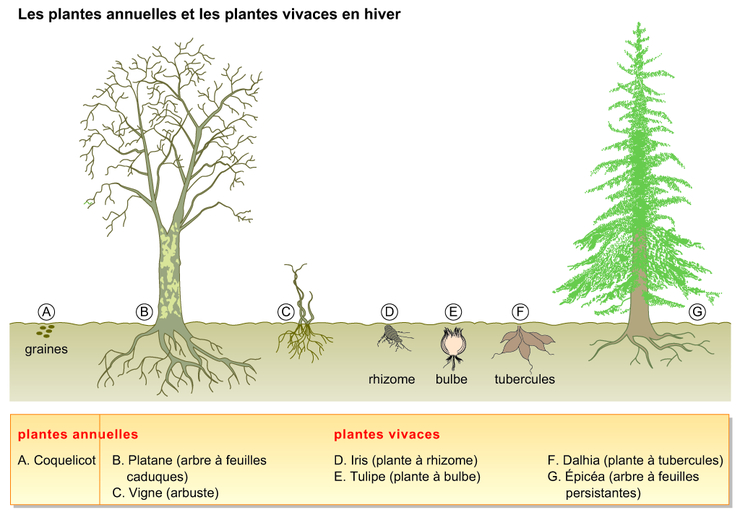 Les plantes annuelles et les plantes vivaces en hiver
A
B
C
D
E
F
G
graines
rhizome
bulbe
tubercules
plantes annuelles
plantes vivaces
A. Coquelicot
B. Platane (arbre à feuilles
caduques)
C. Vigne (arbuste)
D. Iris (plante à rhizome)
E. Tulipe (plante à bulbe)
F. Dalhia (plante à tubercules)
G. Épicéa (arbre à feuilles
persistantes)